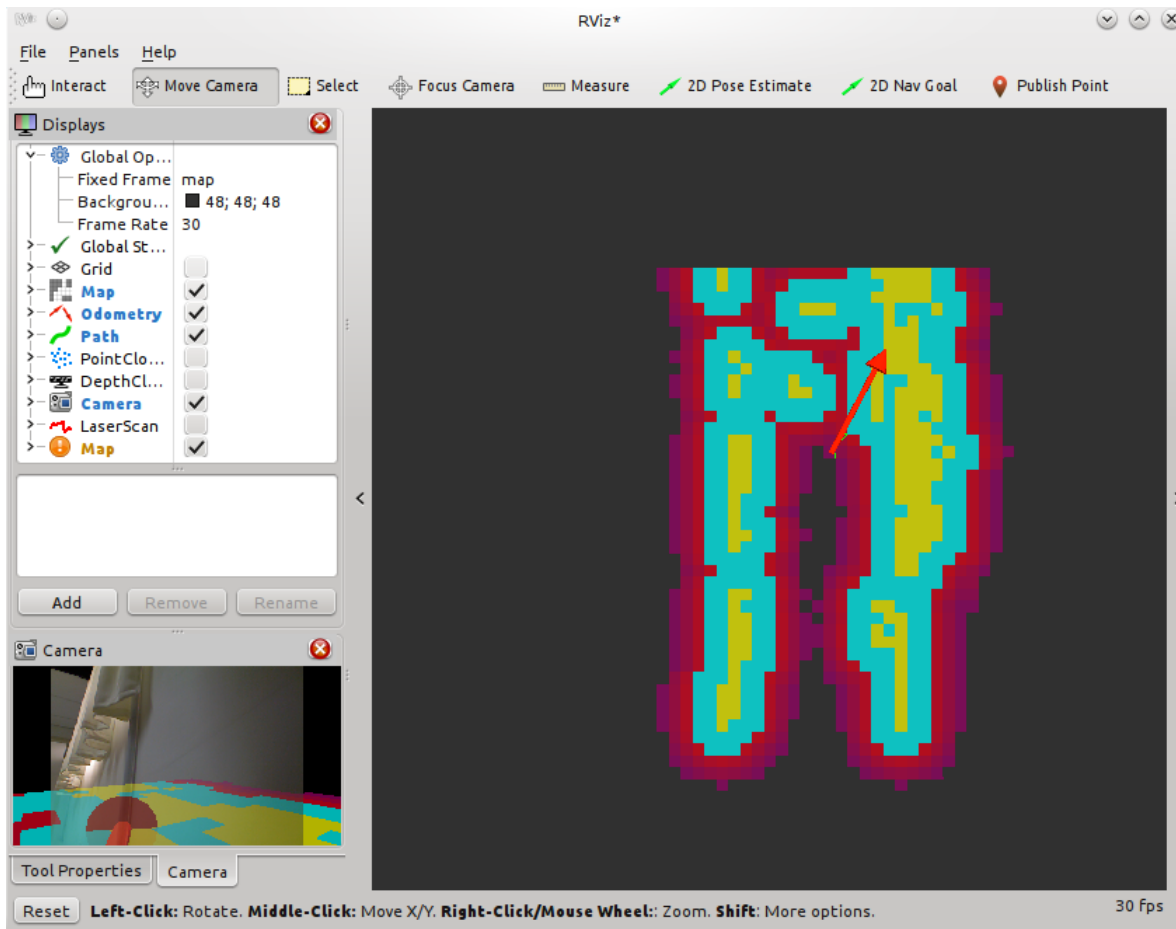 RViz*
File Panels Help
Interact Move Camera Select Focus Camera Measure 2D Pose Estimate 2D Nav Goal Publish Point
Displays
Global Op...
Fixed Frame map
Backgrou... 48; 48; 48
Frame Rate 30
Global St...
Grid
Map
Odometry
Path
PointClo...
DepthCl...
Camera
LaserScan
Map
Add Remove Rename
Camera
Tool Properties Camera
Reset Left-Click: Rotate. Middle-Click: Move X/Y. Right-Click/Mouse Wheel:: Zoom. Shift: More options. 30 fps